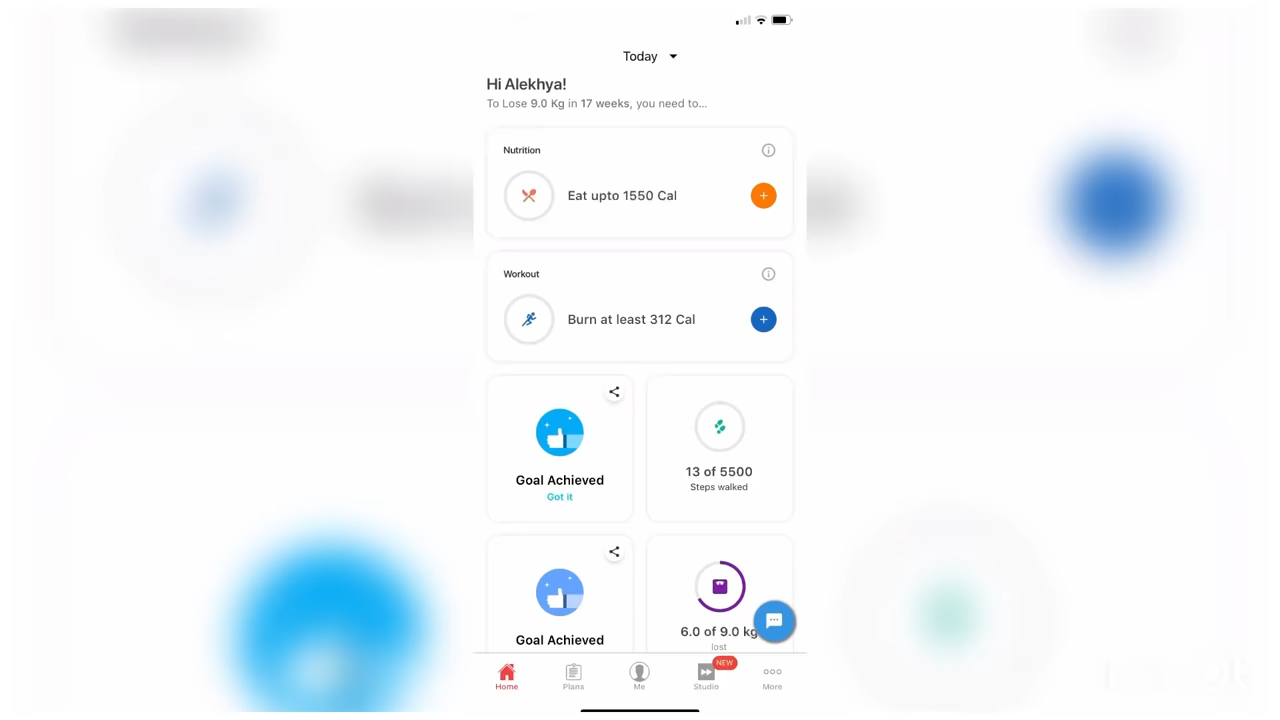 Today
Hi Alekhya!
To Lose 9.0 Kg in 17 weeks, you need to...
Nutrition
Eat upto 1550 Cal
Workout
Burn at least 312 Cal
Goal Achieved
Got it
13 of 5500
Steps walked
Goal Achieved
6.0 of 9.0 kg
lost
Home
Plans
Me
Studio
NEW
More